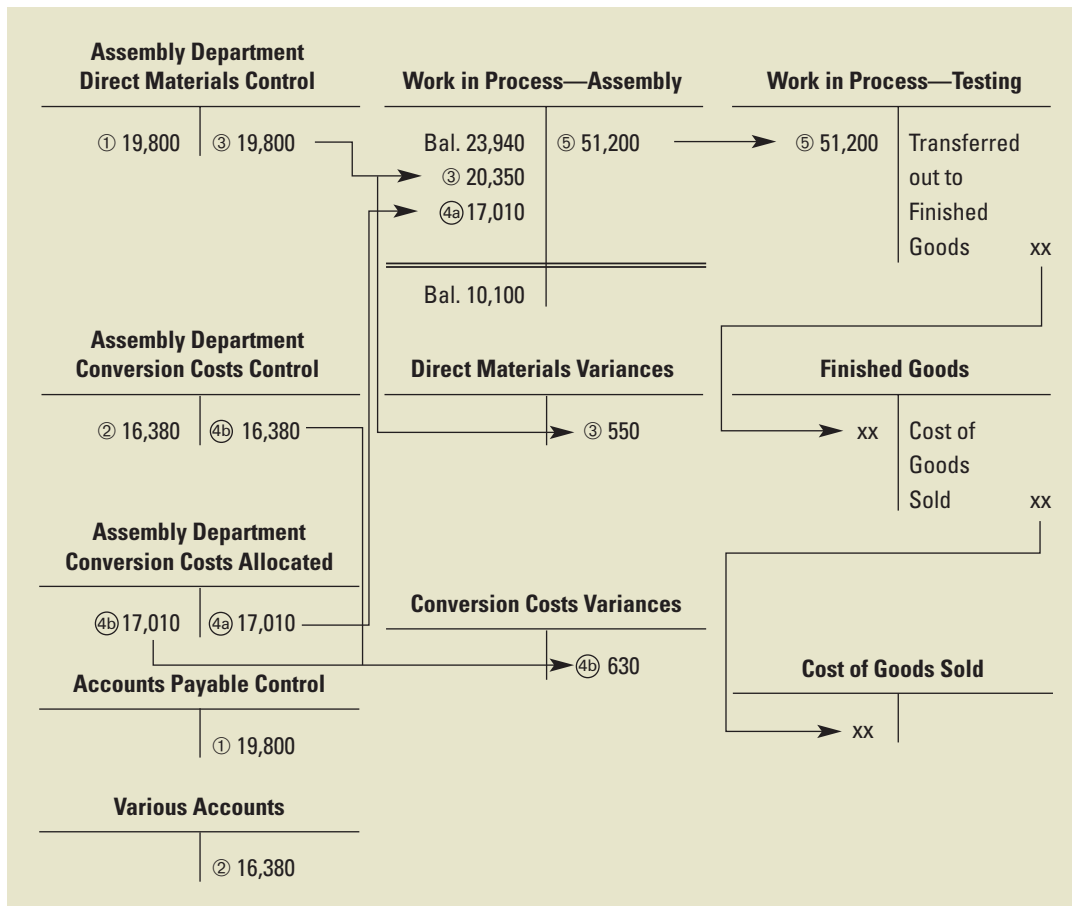 Assembly Department
Direct Materials Control
① 19,800 ③ 19,800
Work in Process—Assembly
Bal. 23,940 ⑤ 51,200
③ 20,350
4a 17,010
Bal. 10,100
Work in Process—Testing
⑤ 51,200 Transferred
out to
Finished
Goods xx
Assembly Department
Conversion Costs Control
② 16,380 4b 16,380
Direct Materials Variances
③ 550
Finished Goods
xx Cost of
Goods
Sold xx
Assembly Department
Conversion Costs Allocated
4b 17,010 4a 17,010
Conversion Costs Variances
4b 630
Cost of Goods Sold
xx
Accounts Payable Control
① 19,800
Various Accounts
② 16,380